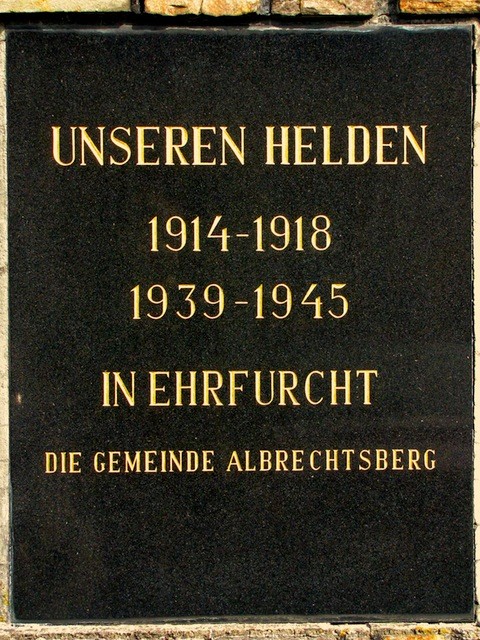 UNSEREN HELDEN
1914-1918
1939-1945
IN EHRFURCHT
DIE GEMEINDE ALBRECHTSBERG